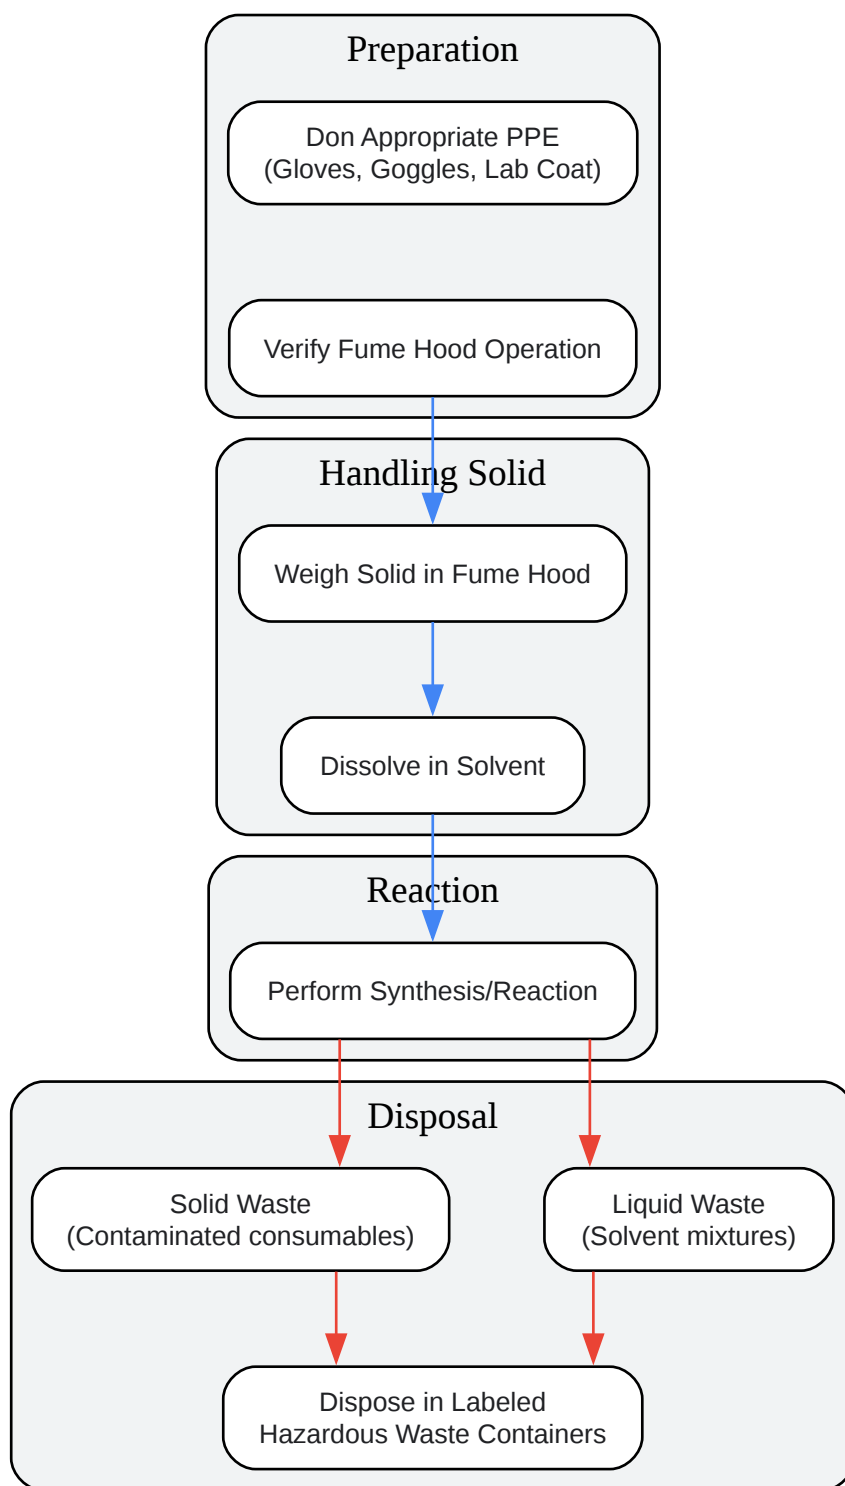 Preparation
Don Appropriate PPE
(Gloves, Goggles, Lab Coat)
Verify Fume Hood Operation
Handling Solid
Weigh Solid in Fume Hood
Dissolve in Solvent
Reaction
Perform Synthesis/Reaction
Disposal
Solid Waste
(Contaminated consumables)
Liquid Waste
(Solvent mixtures)
Dispose in Labeled
Hazardous Waste Containers